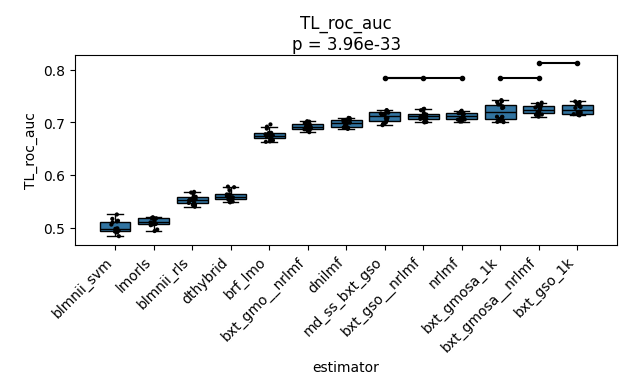 TL_roc_auc
p = 3.96e-33
TL_roc_auc
0.8
0.7
0.6
0.5
blmnii_svm
lmorls
blmnii_rls
dthybrid
brf_lmo
bxt_gmo__nrlmf
dnilmf
md_ss_bxt_gso
bxt_gso__nrlmf
nrlmf
bxt_gmosa_1k
bxt_gmosa__nrlmf
bxt_gso_1k
estimator